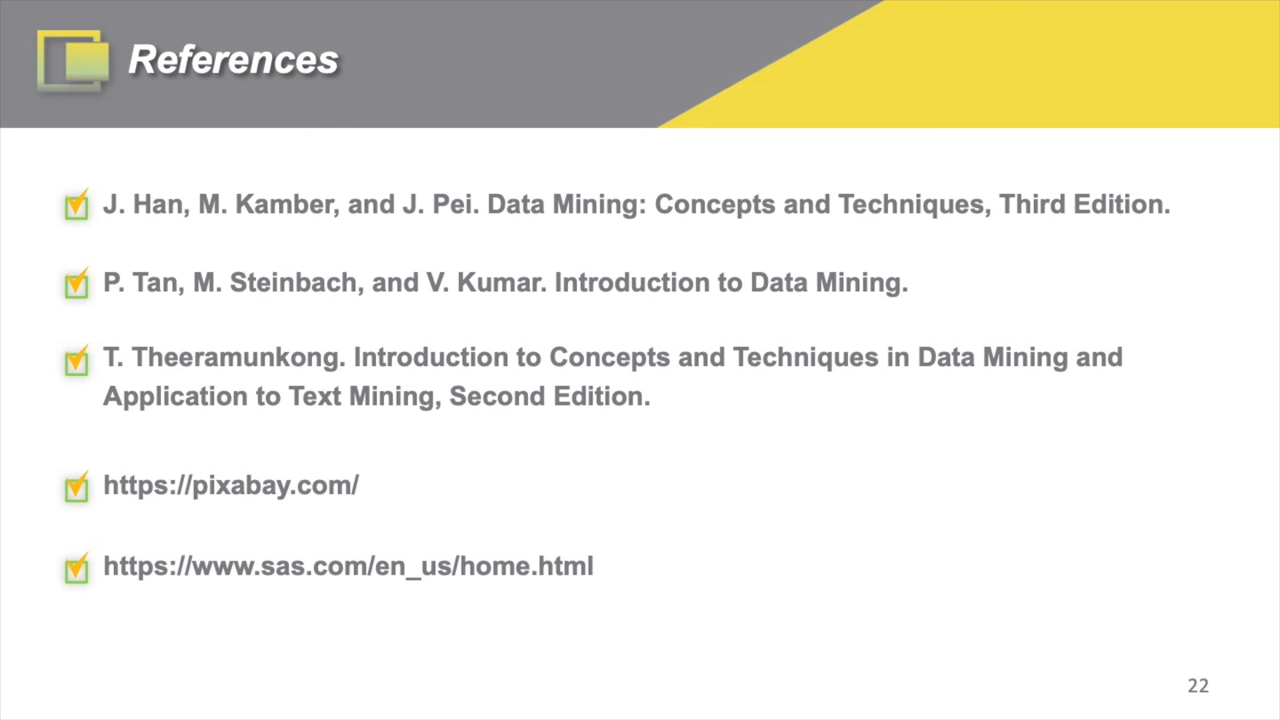 References
J. Han, M. Kamber, and J. Pei. Data Mining: Concepts and Techniques, Third Edition.
P. Tan, M. Steinbach, and V. Kumar. Introduction to Data Mining.
T. Theeramunkong. Introduction to Concepts and Techniques in Data Mining and
Application to Text Mining, Second Edition.
https://pixabay.com/
https://www.sas.com/en_us/home.html
22